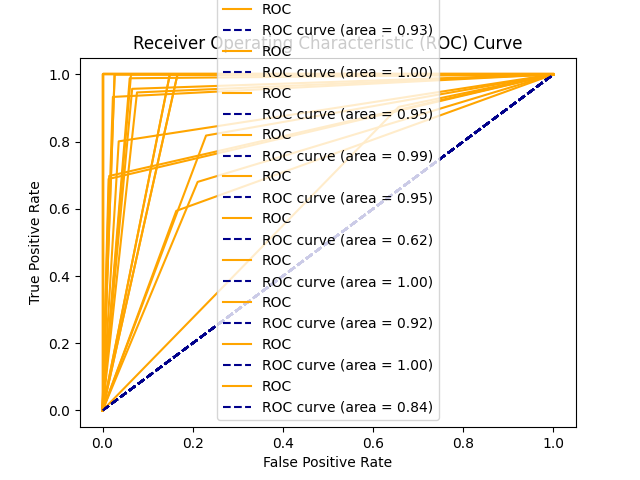 ROC
ROC curve (area = 0.93)
Receiver Operating Characteristic (ROC) Curve
ROC
ROC curve (area = 1.00)
ROC
ROC curve (area = 0.95)
ROC
ROC curve (area = 0.99)
ROC
ROC curve (area = 0.95)
ROC
ROC curve (area = 0.62)
ROC
ROC curve (area = 1.00)
ROC
ROC curve (area = 0.92)
ROC
ROC curve (area = 1.00)
ROC
ROC curve (area = 0.84)
True Positive Rate
1.0
0.8
0.6
0.4
0.2
0.0
0.0 0.2 0.4 0.6 0.8 1.0
False Positive Rate